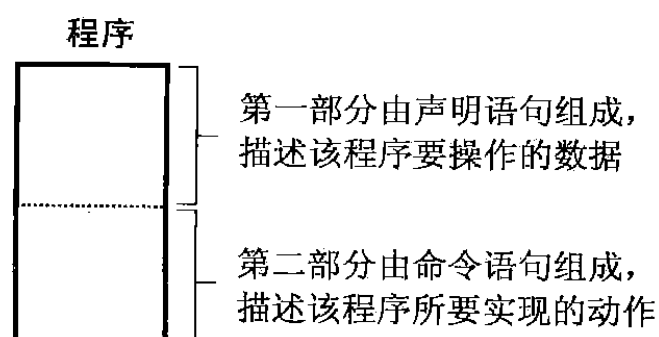 程序
第一部分由声明语句组成，
描述该程序要操作的数据
第二部分由命令语句组成，
描述该程序所要实现的动作